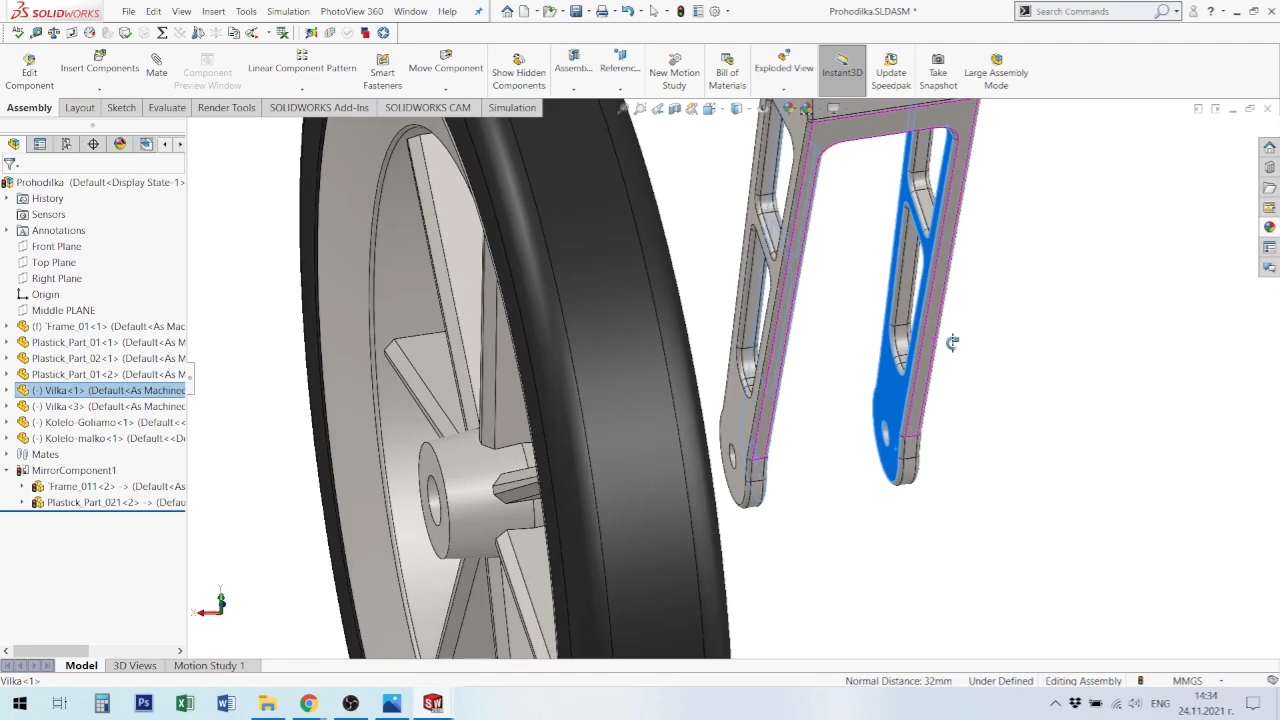 SOLIDWORKS File Edit View Insert Tools Simulation PhotoView 360 Window Help Prohodilka.SLDASM * Search Commands
Edit Component
Insert Components
Mate
Component Preview Window
Linear Component Pattern
Smart Fasteners
Move Component
Show Hidden Components
Assemb...
Referenc...
New Motion Study
Bill of Materials
Exploded View
Instant3D
Update Speedpak
Take Snapshot
Large Assembly Mode
Assembly Layout Sketch Evaluate Render Tools SOLIDWORKS Add-Ins SOLIDWORKS CAM Simulation
Prohodilka (Default<Display State-1>
History
Sensors
Annotations
Front Plane
Top Plane
Right Plane
Origin
Middle PLANE
(f) `Frame_01<1> (Default<As Mac
Plastick_Part_01<1> (Default<As M
Plastick_Part_02<1> (Default<As M
Plastick_Part_01<2> (Default<As M
(-) Vilka<1> (Default<As Machined
(-) Vilka<3> (Default<As Machined
(-) Kolelo-Goliamo<1> (Default<<
(-) Kolelo-malko<1> (Default<<De
Mates
MirrorComponent1
`Frame_011<2> -> (Default<As
Plastick_Part_021<2> -> (Defau
Y
X
Model 3D Views Motion Study 1
Vilka<1> Normal Distance: 32mm Under Defined Editing Assembly MMGS
ENG
14:34
24.11.2021 г.